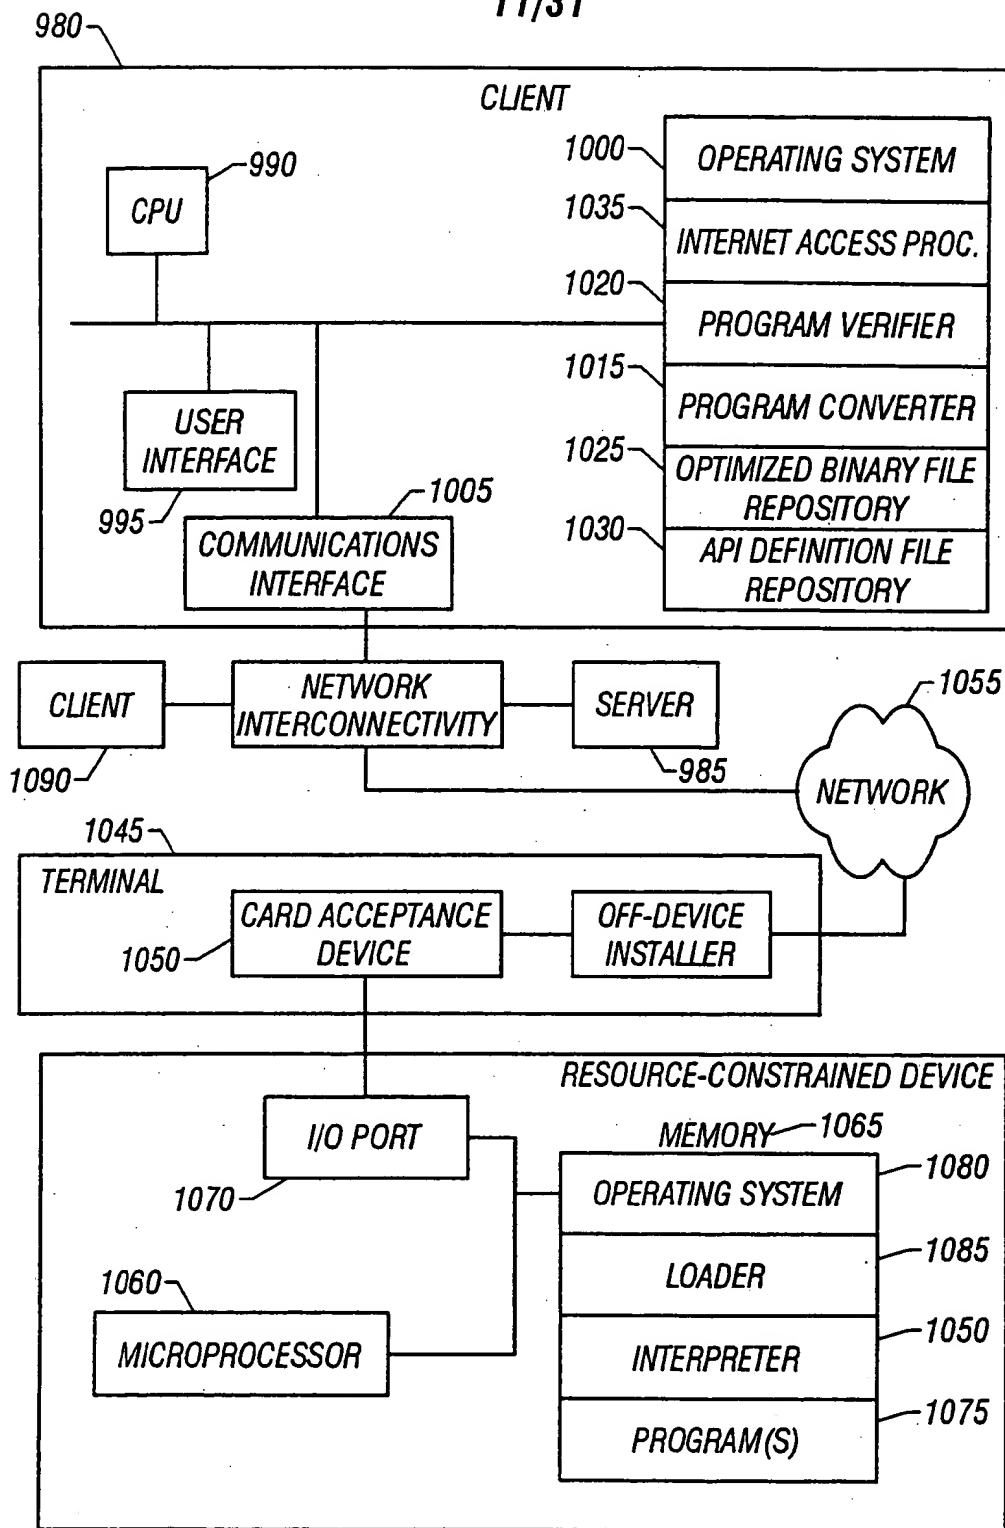 11/31
980
CLIENT
990
CPU
1000
OPERATING SYSTEM
1035
INTERNET ACCESS PROC.
1020
PROGRAM VERIFIER
1015
PROGRAM CONVERTER
1025
OPTIMIZED BINARY FILE
REPOSITORY
1030
API DEFINITION FILE
REPOSITORY
USER
INTERFACE
995
1005
COMMUNICATIONS
INTERFACE
CLIENT
1090
NETWORK
INTERCONNECTIVITY
SERVER
985
1055
NETWORK
1045
TERMINAL
CARD ACCEPTANCE
DEVICE
1050
OFF-DEVICE
INSTALLER
RESOURCE-CONSTRAINED DEVICE
I/O PORT
1070
MEMORY
1065
OPERATING SYSTEM
1080
LOADER
1085
1060
MICROPROCESSOR
INTERPRETER
1050
PROGRAM(S)
1075